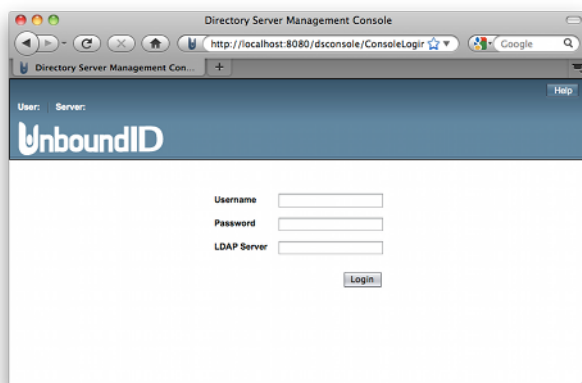 Directory Server Management Console
http://localhost:8080/dsconsole/ConsoleLogir
Google
Directory Server Management Con...
+
Help
User: Server:
UnboundID
Username
Password
LDAP Server
Login